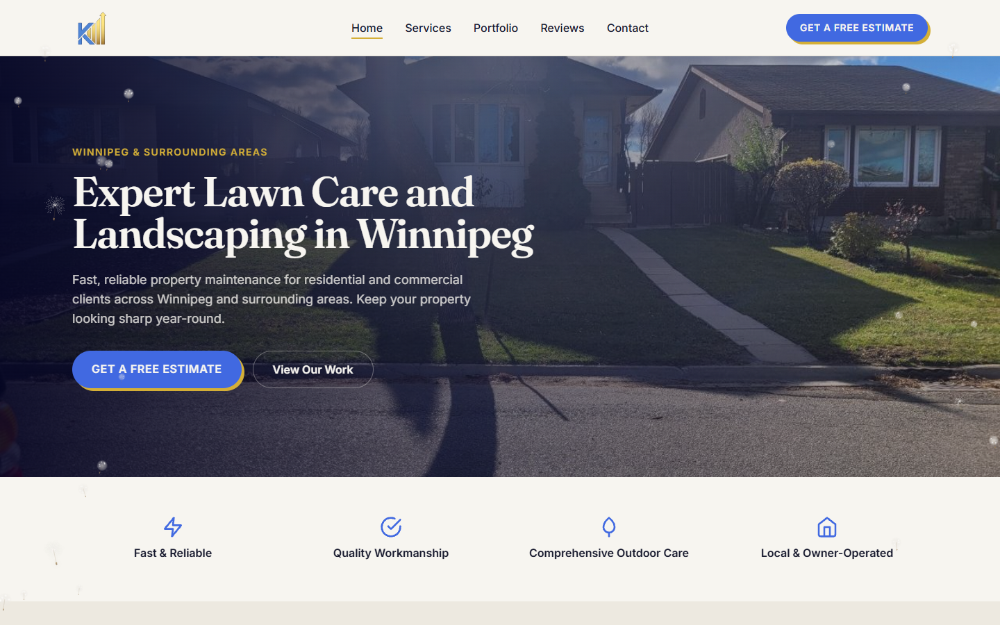 K
Home
Services
Portfolio
Reviews
Contact
GET A FREE ESTIMATE
WINNIPEG & SURROUNDING AREAS
Expert Lawn Care and
Landscaping in Winnipeg
Fast, reliable property maintenance for residential and commercial
clients across Winnipeg and surrounding areas. Keep your property
looking sharp year-round.
GET A FREE ESTIMATE
View Our Work
Fast & Reliable
Quality Workmanship
Comprehensive Outdoor Care
Local & Owner-Operated